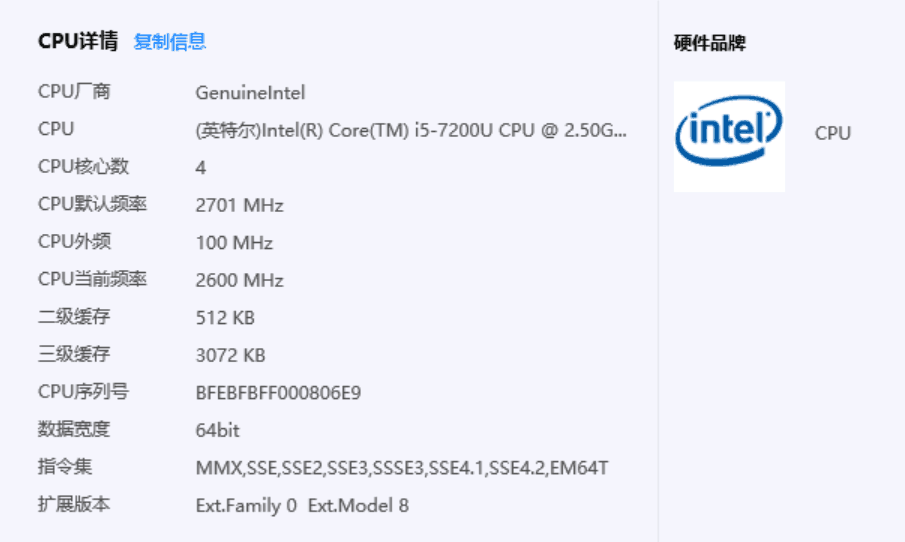 CPU详情 复制信息
硬件品牌
CPU厂商 GenuineIntel
CPU (英特尔)Intel(R) Core(TM) i5-7200U CPU @ 2.50G...
intel
CPU
CPU核心数 4
CPU默认频率 2701 MHz
CPU外频 100 MHz
CPU当前频率 2600 MHz
二级缓存 512 KB
三级缓存 3072 KB
CPU序列号 BFEBFBFF000806E9
数据宽度 64bit
指令集 MMX,SSE,SSE2,SSE3,SSSE3,SSE4.1,SSE4.2,EM64T
扩展版本 Ext.Family 0 Ext.Model 8